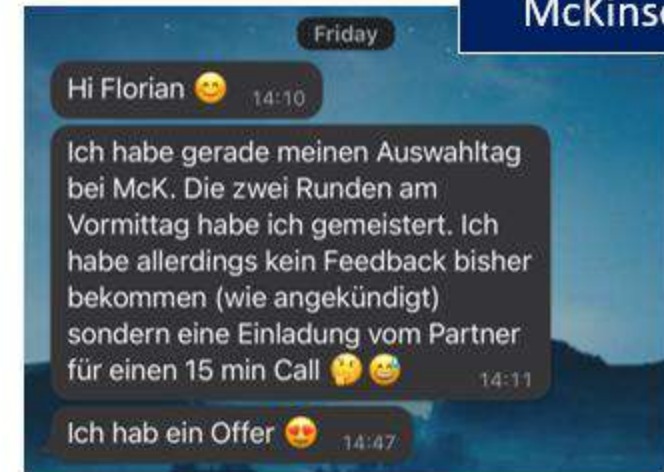 McKinse
Friday
Hi Florian 😊 14:10
Ich habe gerade meinen Auswahltag
bei McK. Die zwei Runden am
Vormittag habe ich gemeistert. Ich
habe allerdings kein Feedback bisher
bekommen (wie angekündigt)
sondern eine Einladung vom Partner
für einen 15 min Call 🤔😅 14:11
Ich hab ein Offer 😍 14:47